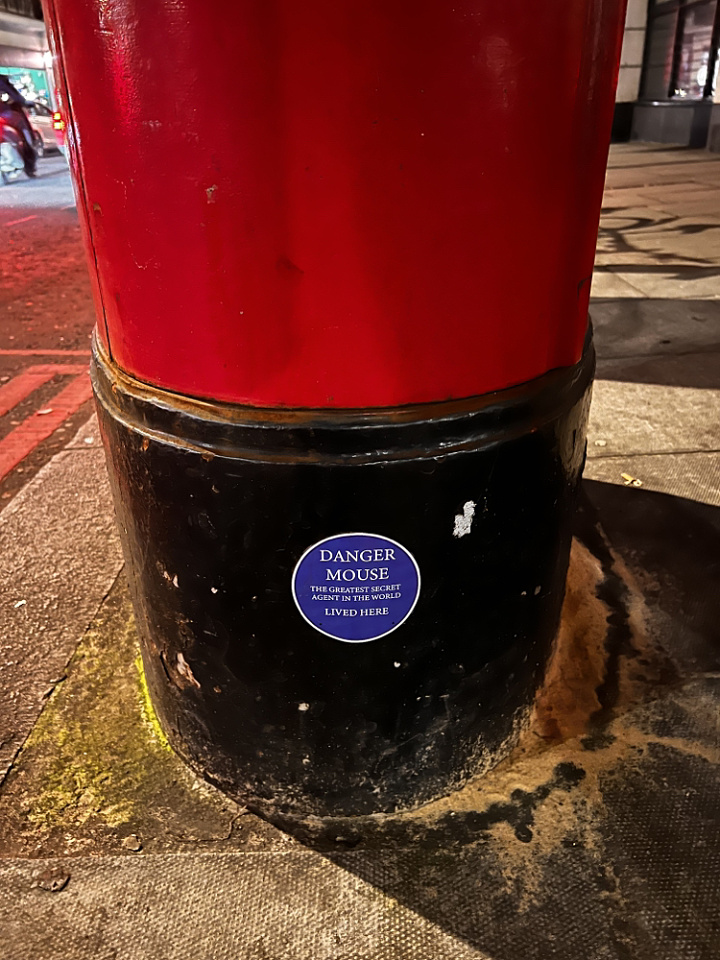 DANGER
MOUSE
THE GREATEST SECRET
AGENT IN THE WORLD
LIVED HERE